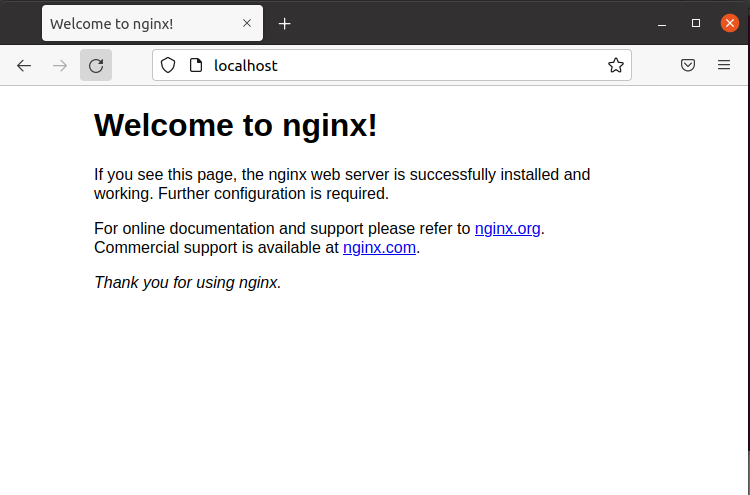 Welcome to nginx!
localhost
Welcome to nginx!
If you see this page, the nginx web server is successfully installed and
working. Further configuration is required.
For online documentation and support please refer to nginx.org.
Commercial support is available at nginx.com.
Thank you for using nginx.